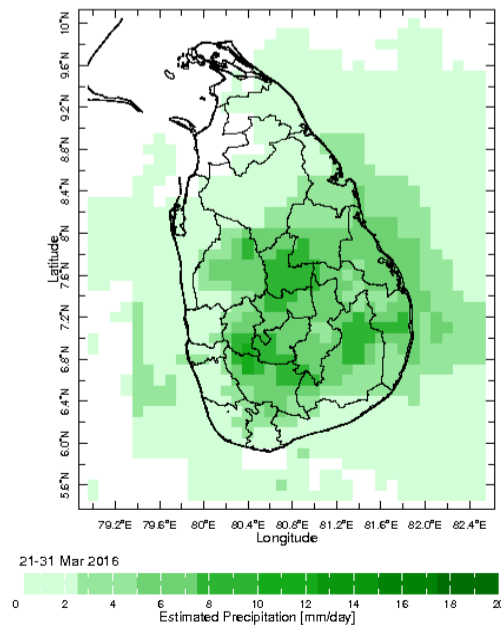 10°N
9.6°N
9.2°N
8.8°N
8.4°N
8°N
7.6°N
7.2°N
6.8°N
6.4°N
6.0°N
5.6°N
Latitude
79.2°E 79.6°E 80°E 80.4°E 80.8°E 81.2°E 81.6°E 82.0°E 82.4°E
Longitude
21-31 Mar 2016
0 2 4 6 8 10 12 14 16 18 20
Estimated Precipitation [mm/day]